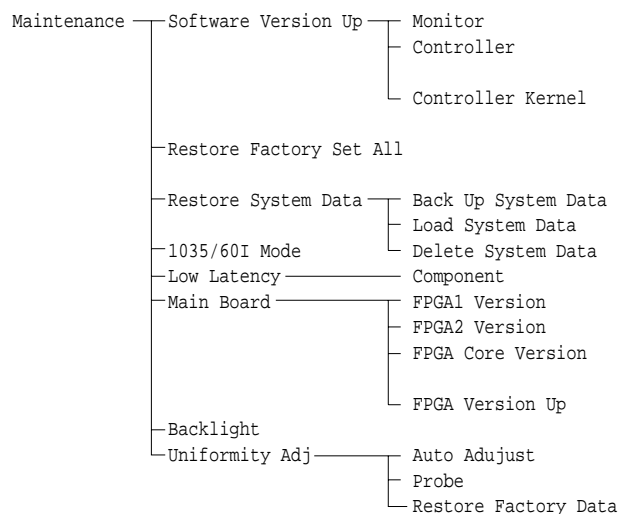 Maintenance Software Version Up Monitor
Controller
Controller Kernel
Restore Factory Set All
Restore System Data Back Up System Data
Load System Data
1035/60I Mode Delete System Data
Low Latency Component
Main Board FPGA1 Version
FPGA2 Version
FPGA Core Version
FPGA Version Up
Backlight
Uniformity Adj Auto Adujust
Probe
Restore Factory Data